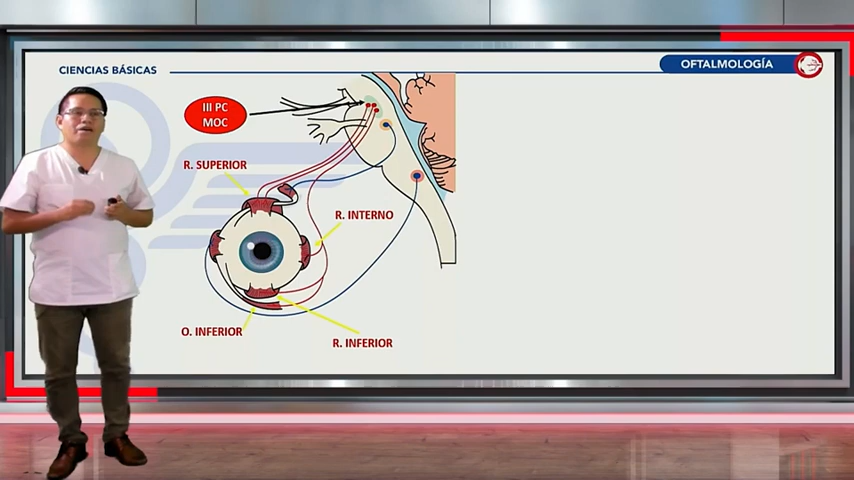 CIENCIAS BÁSICAS
OFTALMOLOGÍA
III PC
MOC
R. SUPERIOR
R. INTERNO
O. INFERIOR
R. INFERIOR